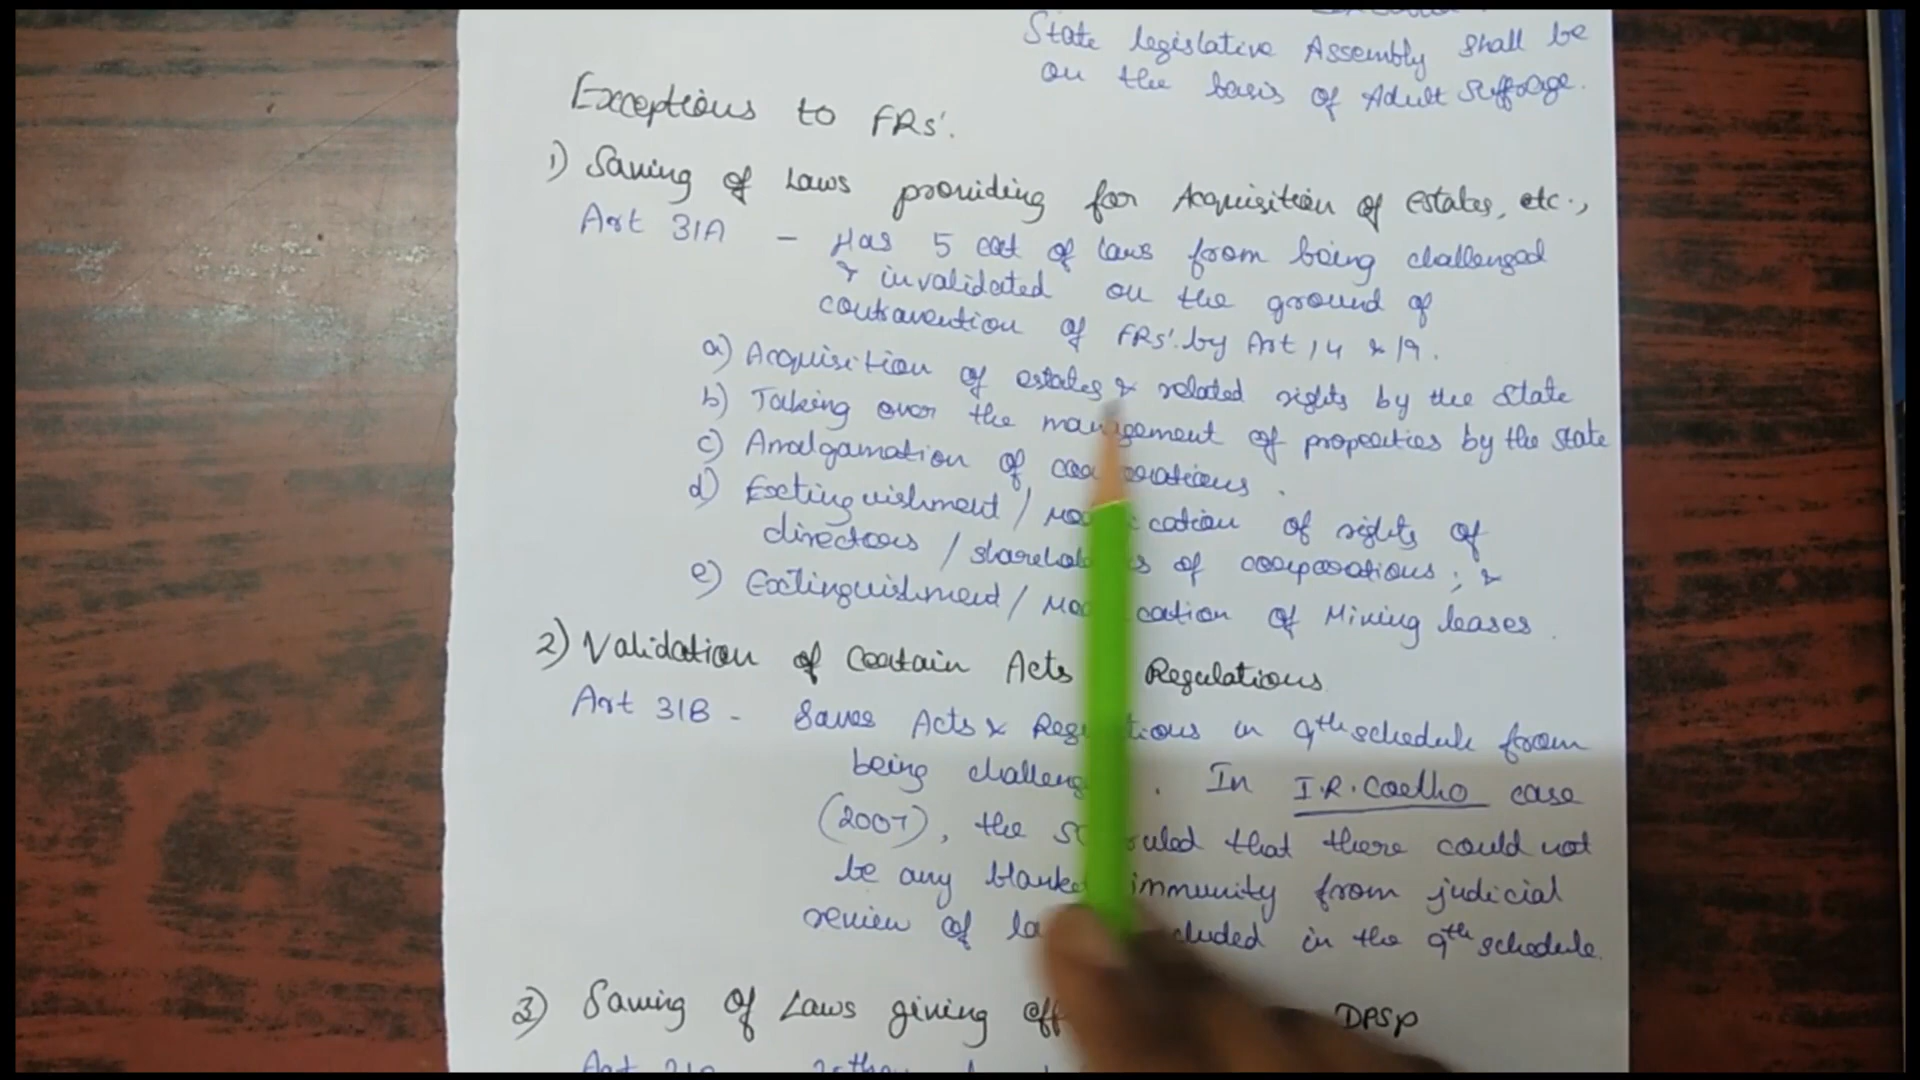 State legislative Assembly shall be
on the basis of Adult Suffrage.
Exceptions to FRs'.
1) Saving of Laws providing for Acquisition of Estates, etc.,
Art 31A - Has 5 cat of laws from being challenged
& invalidated on the ground of
contravention of FRs'. by Art 14 & 19.
a) Acquisition of estates & related rights by the State
b) Taking over the management of properties by the State
c) Amalgamation of corporations.
d) Extinguishment / cation of rights of
directors / shareholders of corporations; &
e) Extinguishment / cation of Mining leases.
2) Validation of Certain Acts Regulations
Art 31B - Saves Acts & Regulations in 9th schedule from
being challeng . In I.R. Coelho case
(2007), the ruled that there could not
be any blanket immunity from judicial
review of la cluded in the 9th schedule.
3) Saving of Laws giving eff DPSP